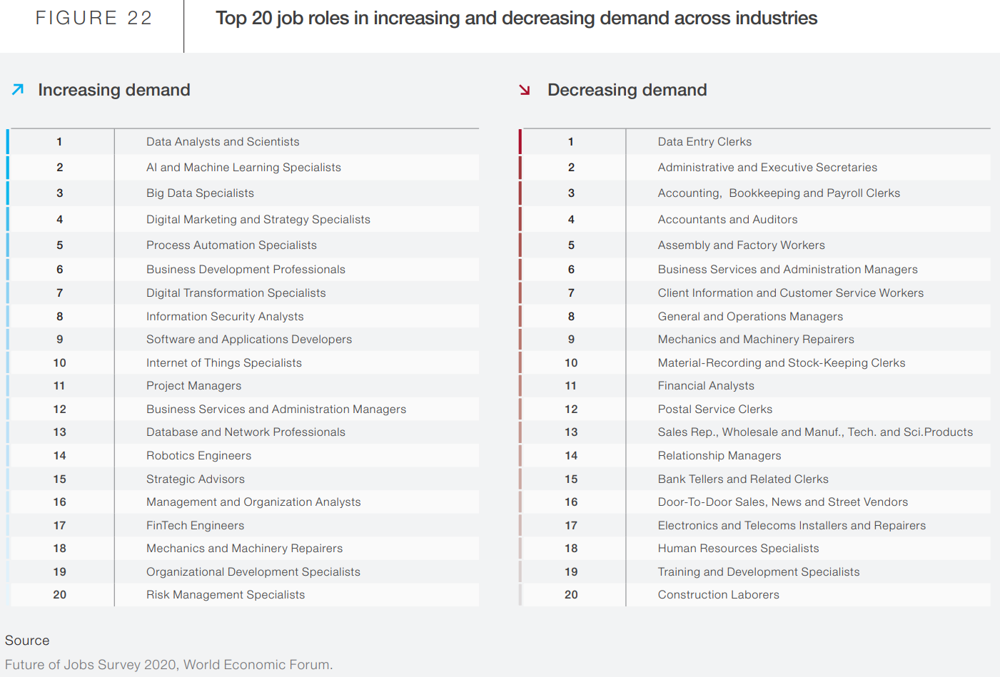 FIGURE 22
Top 20 job roles in increasing and decreasing demand across industries
Increasing demand
1 Data Analysts and Scientists
2 AI and Machine Learning Specialists
3 Big Data Specialists
4 Digital Marketing and Strategy Specialists
5 Process Automation Specialists
6 Business Development Professionals
7 Digital Transformation Specialists
8 Information Security Analysts
9 Software and Applications Developers
10 Internet of Things Specialists
11 Project Managers
12 Business Services and Administration Managers
13 Database and Network Professionals
14 Robotics Engineers
15 Strategic Advisors
16 Management and Organization Analysts
17 FinTech Engineers
18 Mechanics and Machinery Repairers
19 Organizational Development Specialists
20 Risk Management Specialists
Decreasing demand
1 Data Entry Clerks
2 Administrative and Executive Secretaries
3 Accounting,  Bookkeeping and Payroll Clerks
4 Accountants and Auditors
5 Assembly and Factory Workers
6 Business Services and Administration Managers
7 Client Information and Customer Service Workers
8 General and Operations Managers
9 Mechanics and Machinery Repairers
10 Material-Recording and Stock-Keeping Clerks
11 Financial Analysts
12 Postal Service Clerks
13 Sales Rep., Wholesale and Manuf., Tech. and Sci.Products
14 Relationship Managers
15 Bank Tellers and Related Clerks
16 Door-To-Door Sales, News and Street Vendors
17 Electronics and Telecoms Installers and Repairers
18 Human Resources Specialists
19 Training and Development Specialists
20 Construction Laborers
Source
Future of Jobs Survey 2020, World Economic Forum.